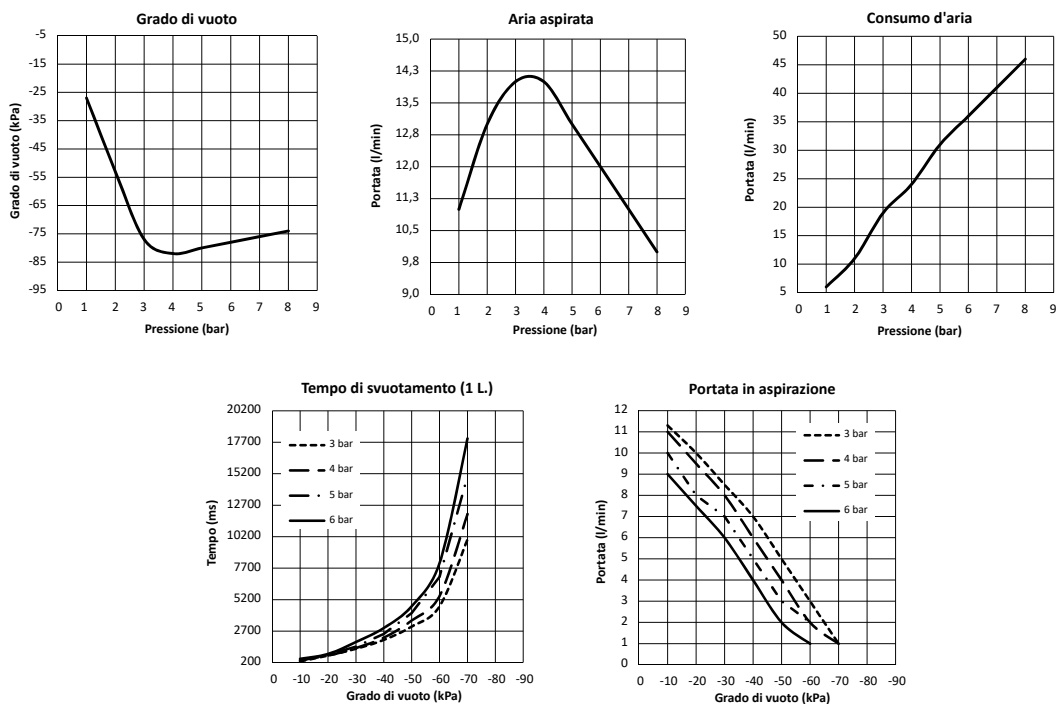 Grado di vuoto
-5
-15
-25
-35
-45
-55
-65
-75
-85
-95
Grado di vuoto (kPa)
0 1 2 3 4 5 6 7 8 9
Pressione (bar)
Aria aspirata
15,0
14,3
13,5
12,8
12,0
11,3
10,5
9,8
9,0
Portata (l/min)
0 1 2 3 4 5 6 7 8 9
Pressione (bar)
Consumo d'aria
50
45
40
35
30
25
20
15
10
5
Portata (l/min)
0 1 2 3 4 5 6 7 8 9
Pressione (bar)
Tempo di svuotamento (1 L.)
20200
17700
15200
12700
10200
7700
5200
2700
200
Tempo (ms)
3 bar
4 bar
5 bar
6 bar
0 -10 -20 -30 -40 -50 -60 -70 -80 -90
Grado di vuoto (kPa)
Portata in aspirazione
12
11
10
9
8
7
6
5
4
3
2
1
0
Portata (l/min)
3 bar
4 bar
5 bar
6 bar
0 -10 -20 -30 -40 -50 -60 -70 -80 -90
Grado di vuoto (kPa)